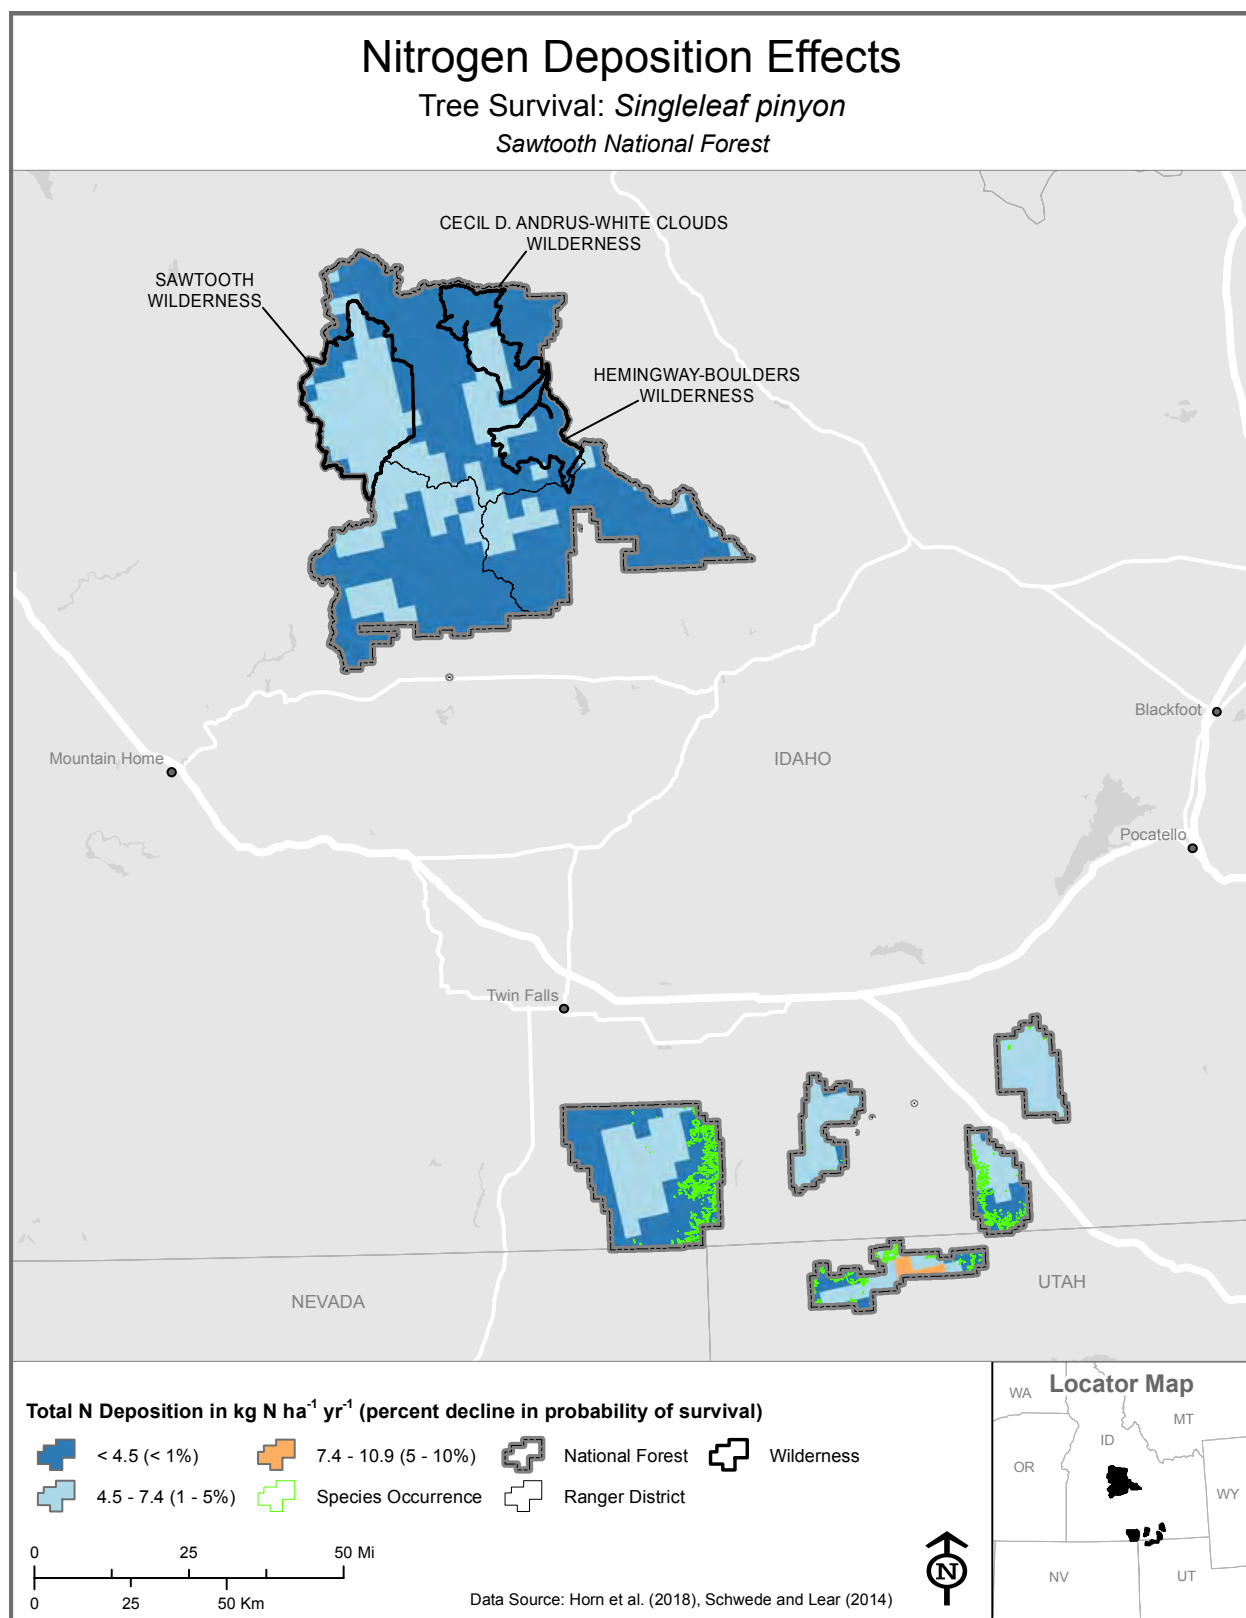 Nitrogen Deposition Effects
Tree Survival: Singleleaf pinyon
Sawtooth National Forest
CECIL D. ANDRUS-WHITE CLOUDS
WILDERNESS
SAWTOOTH
WILDERNESS
HEMINGWAY-BOULDERS
WILDERNESS
Blackfoot
Mountain Home
IDAHO
Pocatello
Twin Falls
NEVADA
UTAH
Total N Deposition in kg N ha-1 yr-1 (percent decline in probability of survival)
< 4.5 (< 1%)
7.4 - 10.9 (5 - 10%)
National Forest
Wilderness
4.5 - 7.4 (1 - 5%)
Species Occurrence
Ranger District
0 25 50 Mi
0 25 50 Km
N
Data Source: Horn et al. (2018), Schwede and Lear (2014)
Locator Map
WA
MT
ID
OR
WY
NV
UT